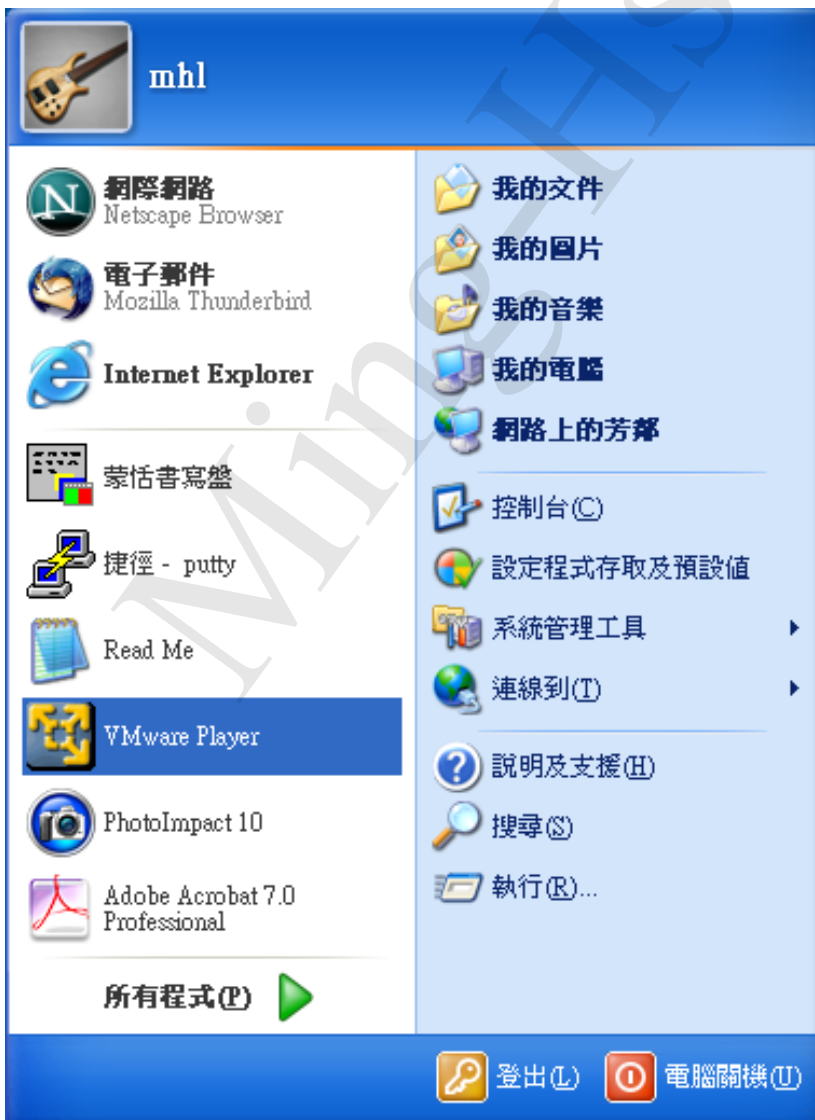 mhl
網際網路
Netscape Browser
電子郵件
Mozilla Thunderbird
Internet Explorer
蒙恬書寫盤
捷徑 - putty
Read Me
VMware Player
PhotoImpact 10
Adobe Acrobat 7.0
Professional
所有程式(P)
我的文件
我的圖片
我的音樂
我的電腦
網路上的芳鄰
控制台(C)
設定程式存取及預設值
系統管理工具
連線到(T)
說明及支援(H)
搜尋(S)
執行(R)...
登出(L)
電腦關機(U)
Ming-Hs